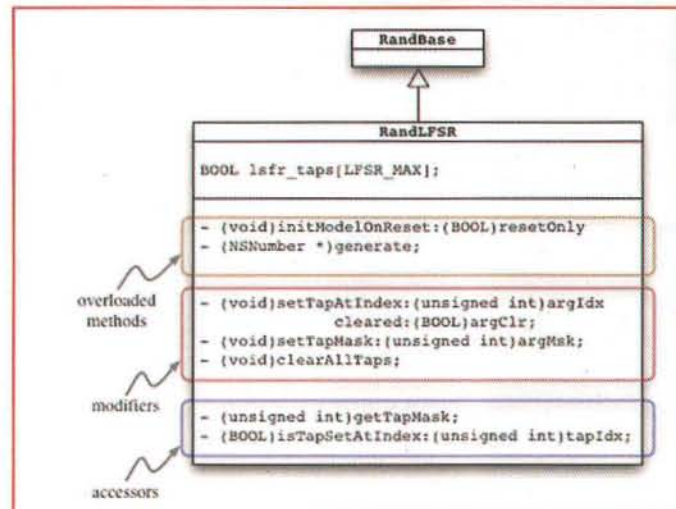 RandBase
RandLFSR
BOOL lsfr_taps[LFSR_MAX];
- (void)initModelOnReset:(BOOL)resetOnly
- (NSNumber *)generate;
overloaded
methods
- (void)setTapAtIndex:(unsigned int)argIdx
cleared:(BOOL)argClr;
- (void)setTapMask:(unsigned int)argMsk;
- (void)clearAllTaps;
modifiers
- (unsigned int)getTapMask;
- (BOOL)isTapSetAtIndex:(unsigned int)tapIdx;
accessors